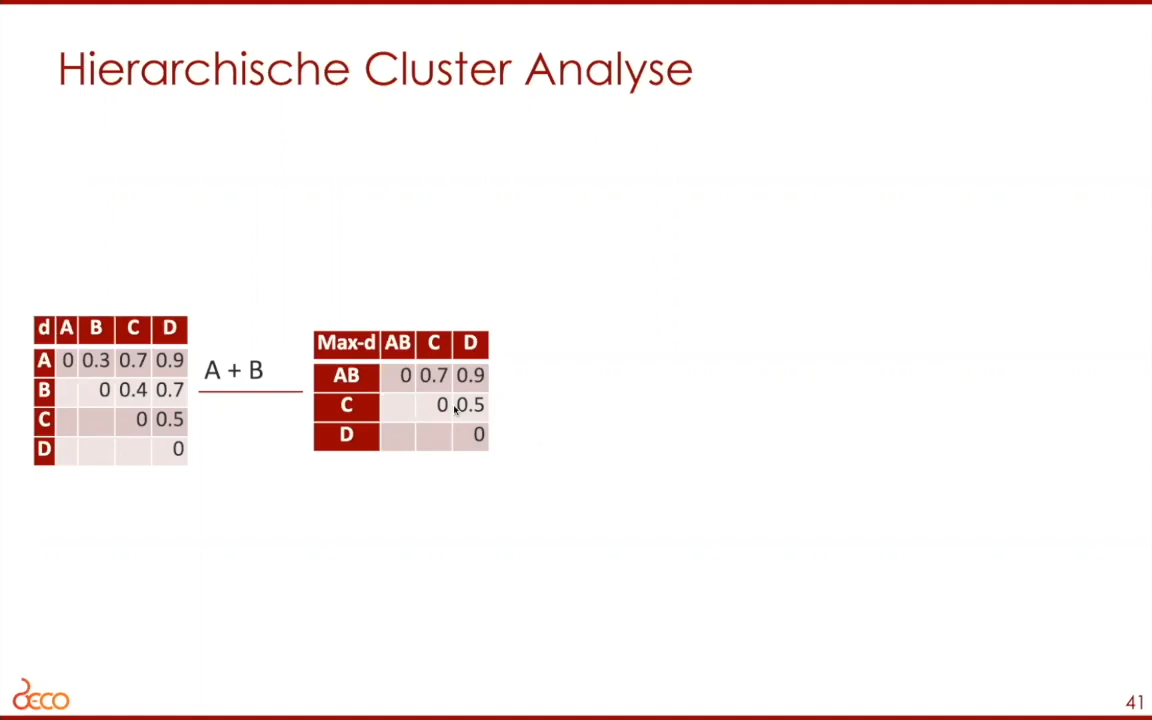 Hierarchische Cluster Analyse
d A B C D
A 0 0.3 0.7 0.9
B 0 0.4 0.7
C 0 0.5
D 0
A + B
Max-d AB C D
AB 0 0.7 0.9
C 0 0.5
D 0
DECO
41